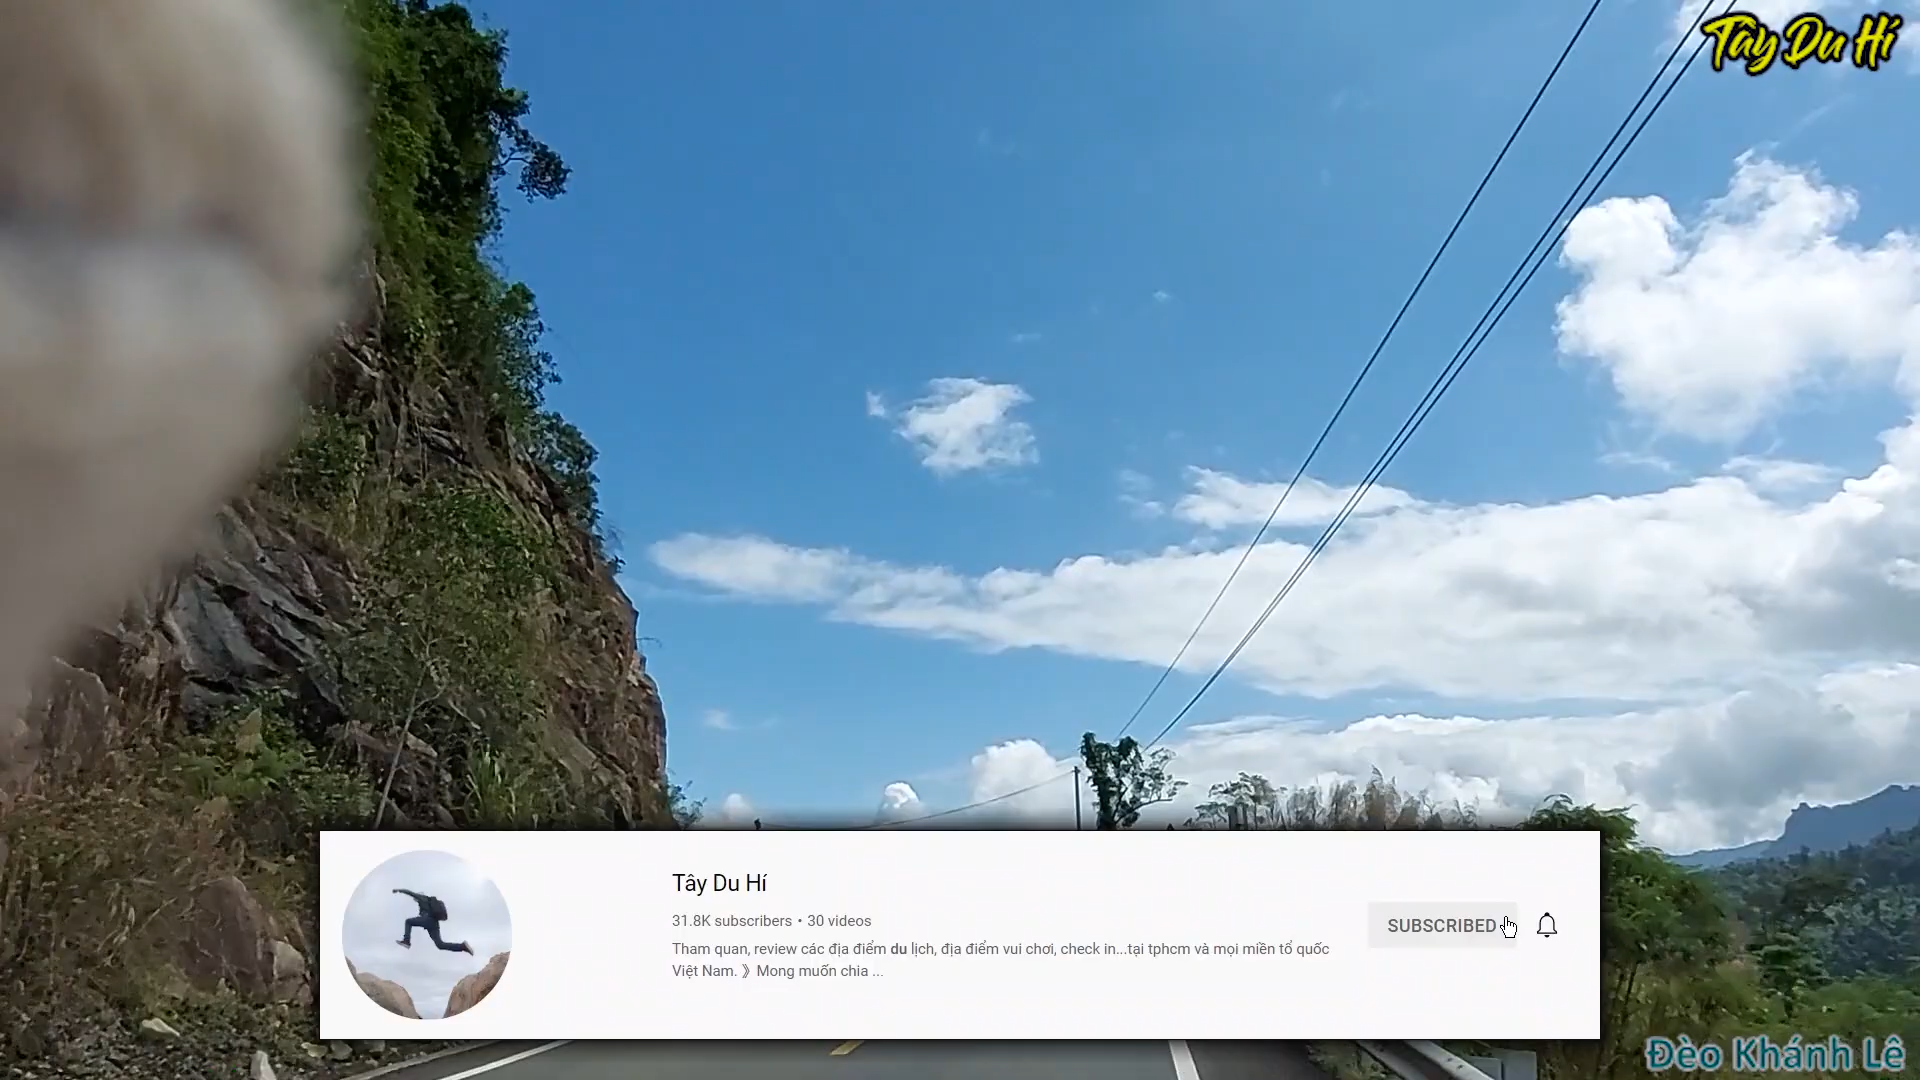 Tây Du Hí
Tây Du Hí
31.8K subscribers • 30 videos
Tham quan, review các địa điểm du lịch, địa điểm vui chơi, check in...tại tphcm và mọi miền tổ quốc
Việt Nam. 》Mong muốn chia ...
SUBSCRIBED
Đèo Khánh Lê